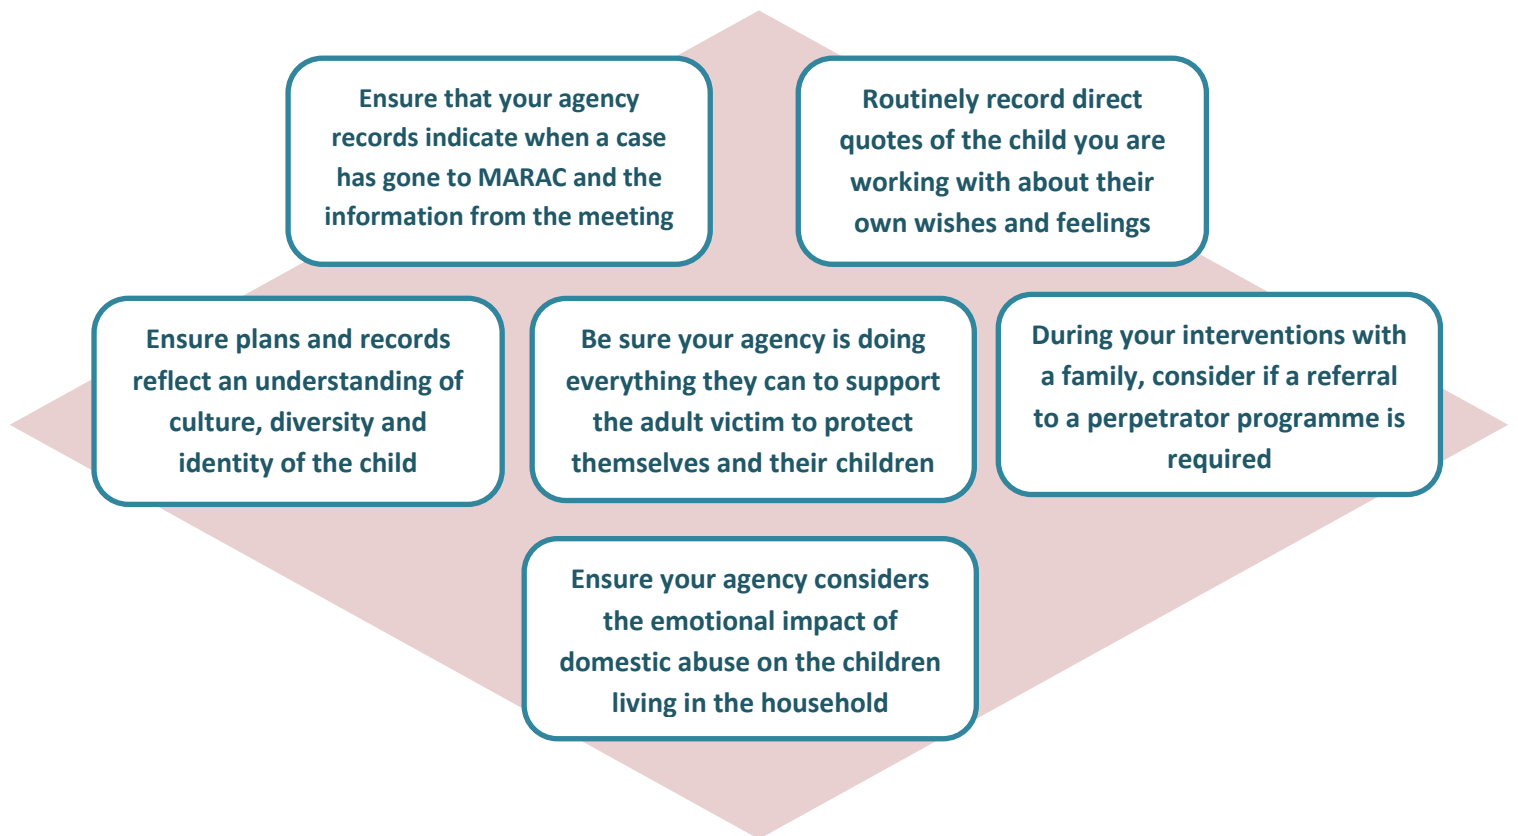 Ensure that your agency
records indicate when a case
has gone to MARAC and the
information from the meeting
Routinely record direct
quotes of the child you are
working with about their
own wishes and feelings
Ensure plans and records
reflect an understanding of
culture, diversity and
identity of the child
Be sure your agency is doing
everything they can to support
the adult victim to protect
themselves and their children
During your interventions with
a family, consider if a referral
to a perpetrator programme is
required
Ensure your agency considers
the emotional impact of
domestic abuse on the children
living in the household